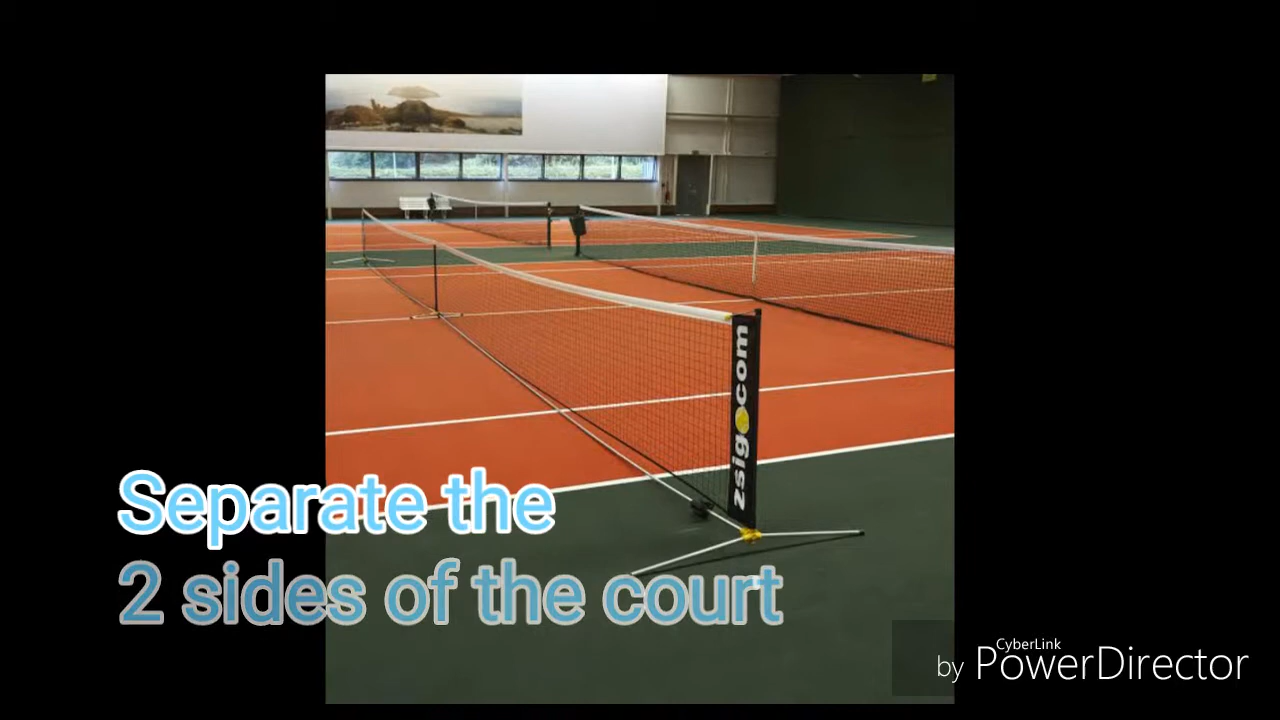 zsig.com
Separate the
2 sides of the court
CyberLink
by PowerDirector